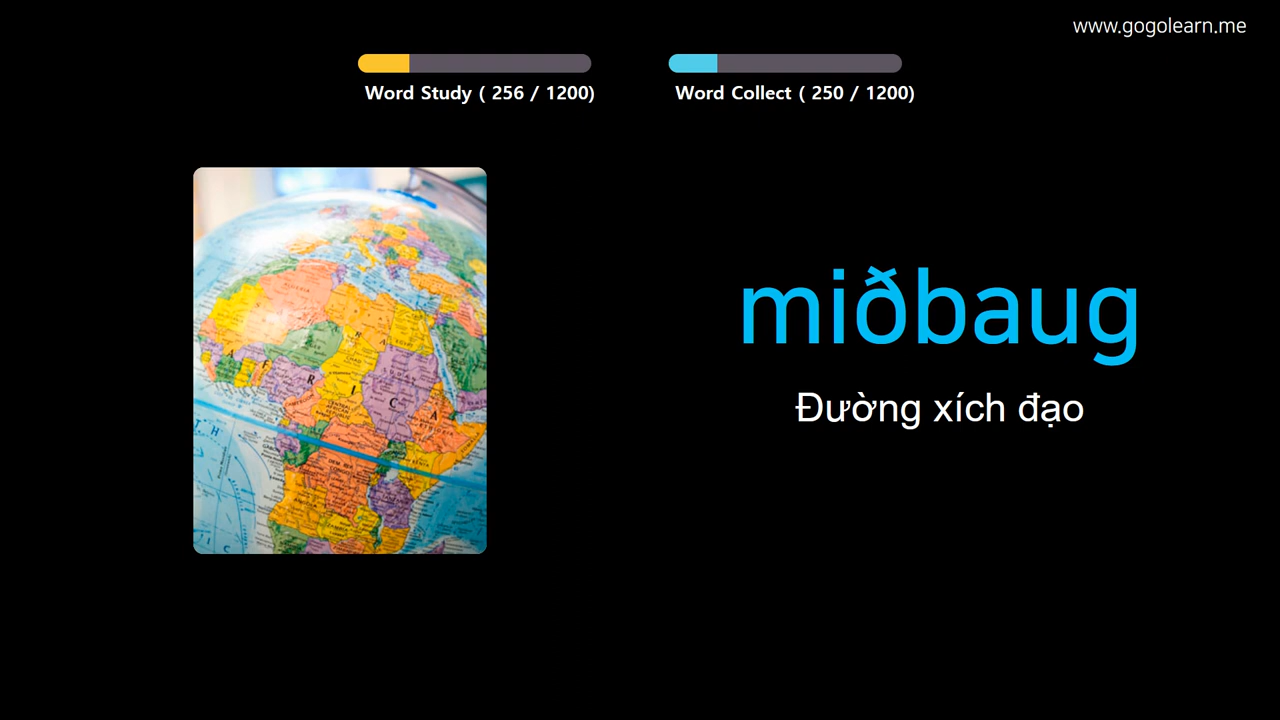 www.gogolearn.me
Word Study ( 256 / 1200)
Word Collect ( 250 / 1200)
miðbaug
Đường xích đạo